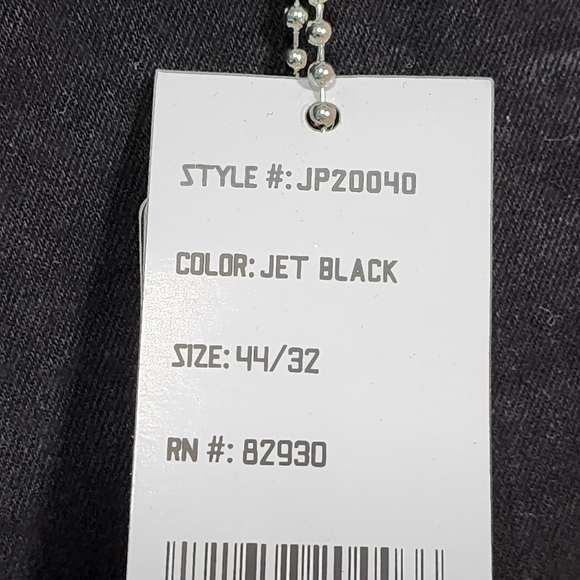 STYLE #: JP20040
COLOR: JET BLACK
SIZE: 44/32
RN #: 82930